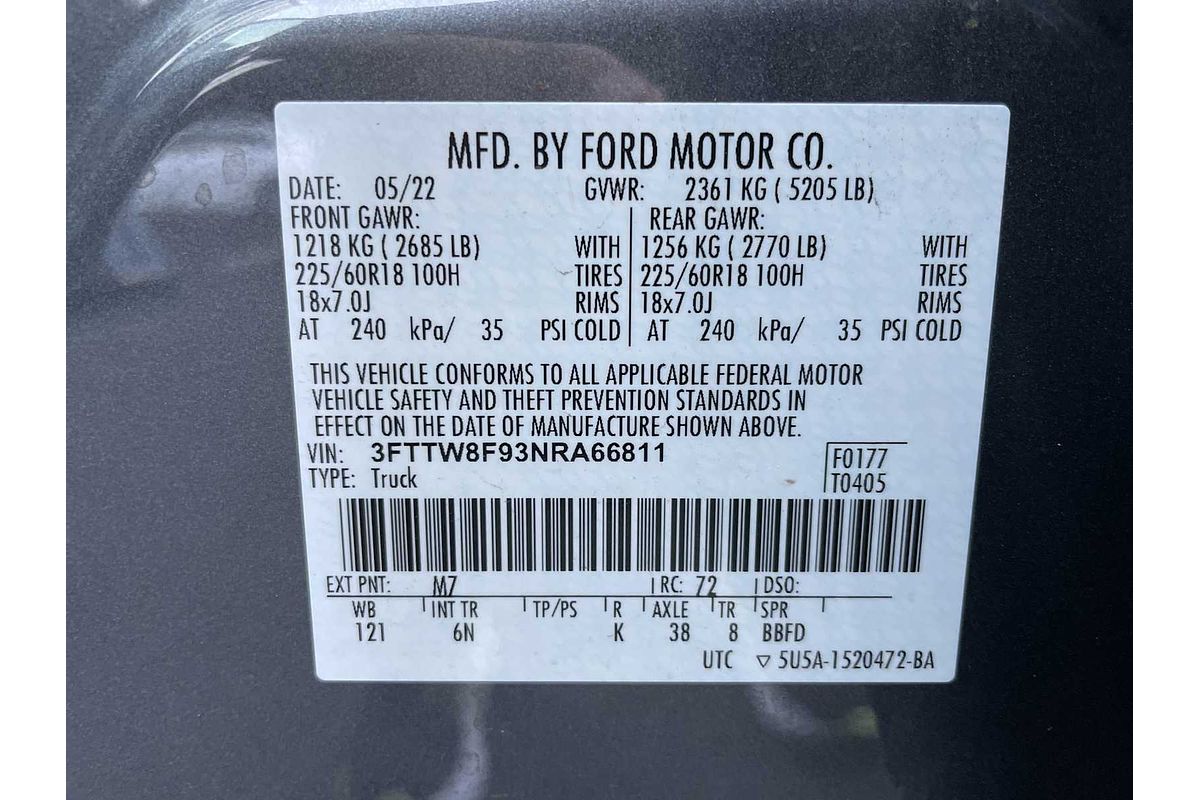 MFD. BY FORD MOTOR CO.
DATE: 05/22 GVWR: 2361 KG ( 5205 LB)
FRONT GAWR: REAR GAWR:
1218 KG ( 2685 LB) WITH 1256 KG ( 2770 LB) WITH
225/60R18 100H TIRES 225/60R18 100H TIRES
18x7.0J RIMS 18x7.0J RIMS
AT 240 kPa/ 35 PSI COLD AT 240 kPa/ 35 PSI COLD
THIS VEHICLE CONFORMS TO ALL APPLICABLE FEDERAL MOTOR
VEHICLE SAFETY AND THEFT PREVENTION STANDARDS IN
EFFECT ON THE DATE OF MANUFACTURE SHOWN ABOVE.
VIN: 3FTTW8F93NRA66811 F0177
TYPE: Truck T0405
EXT PNT: M7 RC: 72 DSO:
WB INT TR TP/PS R AXLE TR SPR
121 6N K 38 8 BBFD
UTC ▽ 5U5A-1520472-BA